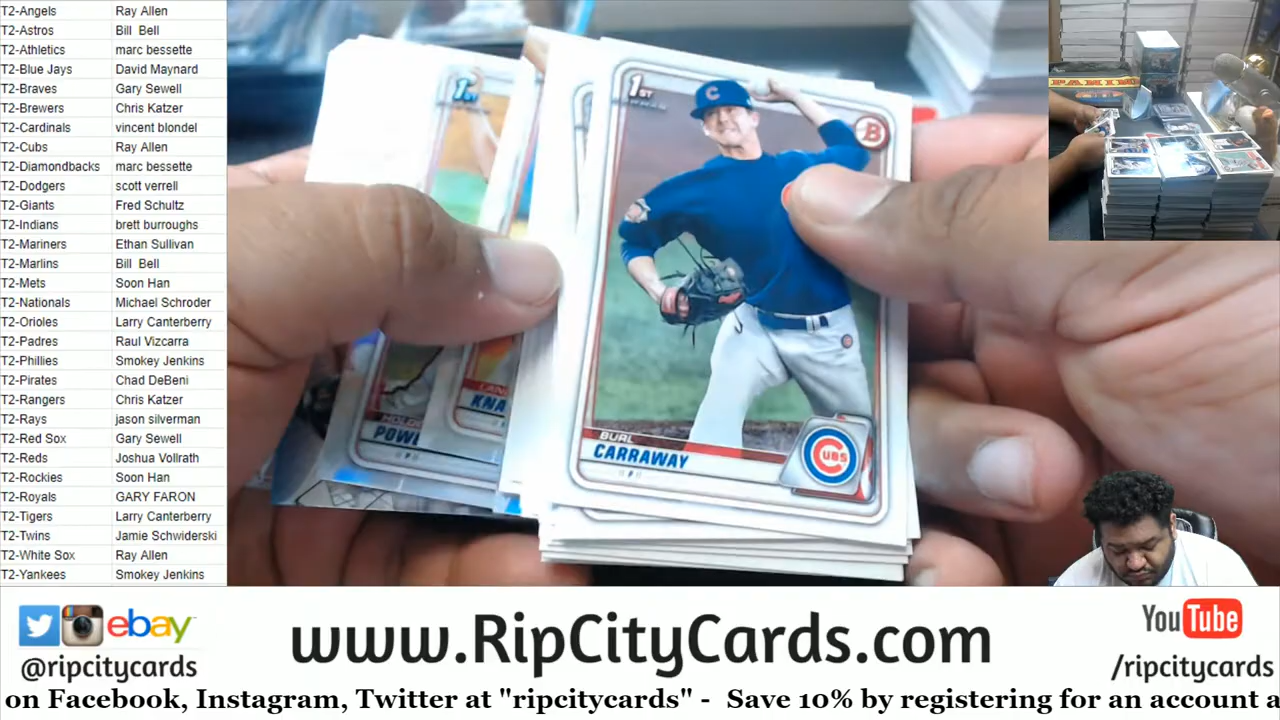 T2-Angels Ray Allen
T2-Astros Bill Bell
T2-Athletics marc bessette
T2-Blue Jays David Maynard
T2-Braves Gary Sewell
T2-Brewers Chris Katzer
T2-Cardinals vincent blondel
T2-Cubs Ray Allen
T2-Diamondbacks marc bessette
T2-Dodgers scott verrell
T2-Giants Fred Schultz
T2-Indians brett burroughs
T2-Mariners Ethan Sullivan
T2-Marlins Bill Bell
T2-Mets Soon Han
T2-Nationals Michael Schroder
T2-Orioles Larry Canterberry
T2-Padres Raul Vizcarra
T2-Phillies Smokey Jenkins
T2-Pirates Chad DeBeni
T2-Rangers Chris Katzer
T2-Rays jason silverman
T2-Red Sox Gary Sewell
T2-Reds Joshua Vollrath
T2-Rockies Soon Han
T2-Royals GARY FARON
T2-Tigers Larry Canterberry
T2-Twins Jamie Schwiderski
T2-White Sox Ray Allen
T2-Yankees Smokey Jenkins
1ST
1ST
B
C
POW
KNA
BURL
CARRAWAY
CUBS
ebay
@ripcitycards
www.RipCityCards.com
YouTube
/ripcitycards
on Facebook, Instagram, Twitter at "ripcitycards" - Save 10% by registering for an account a